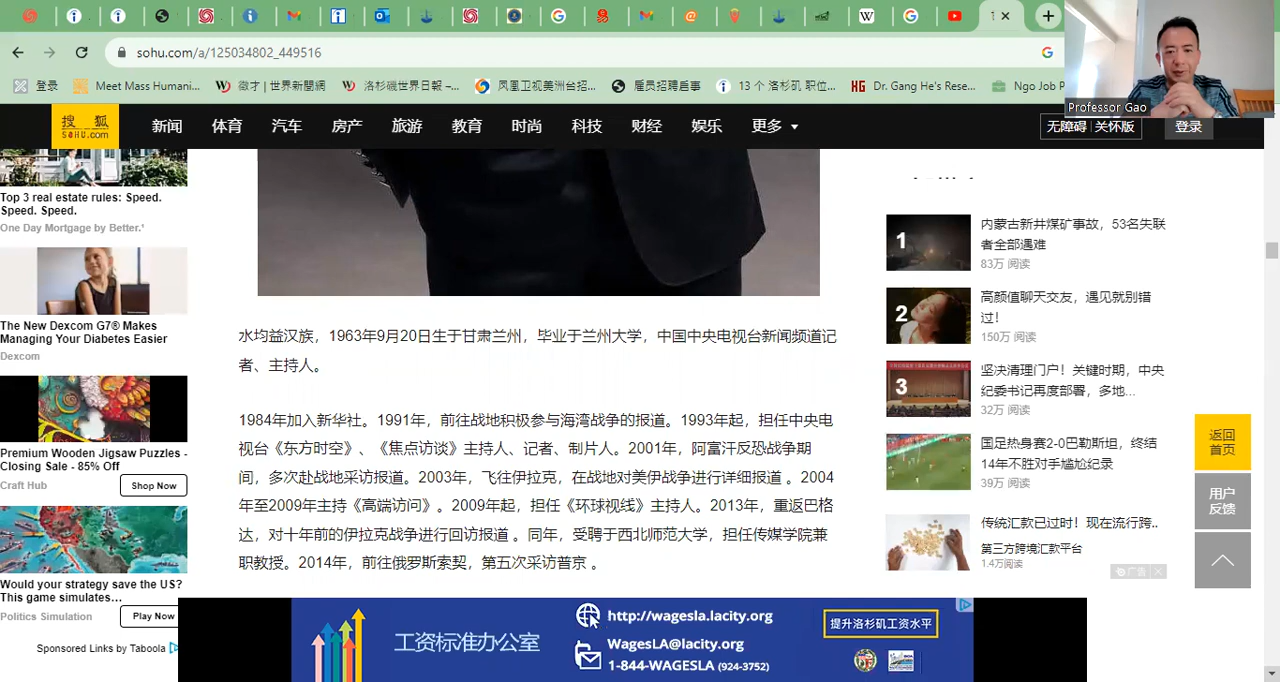 sohu.com/a/125034802_449516
登录
Meet Mass Humani...
徵才 | 世界新聞網
洛杉磯世界日報 –...
凤凰卫视美洲台招...
雇员招聘启事
13 个 洛杉矶 职位...
Dr. Gang He's Rese...
Ngo Job P
Professor Gao
搜 狐
SOHU.com
新闻
体育
汽车
房产
旅游
教育
时尚
科技
财经
娱乐
更多
无障碍 | 关怀版
登录
Top 3 real estate rules: Speed.
Speed. Speed.
One Day Mortgage by Better.¹
The New Dexcom G7® Makes
Managing Your Diabetes Easier
Dexcom
Premium Wooden Jigsaw Puzzles -
Closing Sale - 85% Off
Craft Hub
Shop Now
Would your strategy save the US?
This game simulates...
Politics Simulation
Play Now
Sponsored Links by Taboola
水均益汉族，1963年9月20日生于甘肃兰州，毕业于兰州大学，中国中央电视台新闻频道记
者、主持人。
1984年加入新华社。1991年，前往战地积极参与海湾战争的报道。1993年起，担任中央电
视台《东方时空》、《焦点访谈》主持人、记者、制片人。2001年，阿富汗反恐战争期
间，多次赴战地采访报道。2003年，飞往伊拉克，在战地对美伊战争进行详细报道 。2004
年至2009年主持《高端访问》。2009年起，担任《环球视线》主持人。2013年，重返巴格
达，对十年前的伊拉克战争进行回访报道 。同年，受聘于西北师范大学，担任传媒学院兼
职教授。2014年，前往俄罗斯索契，第五次采访普京 。
1
内蒙古新井煤矿事故，53名失联
者全部遇难
83万 阅读
2
高颜值聊天交友，遇见就别错
过！
150万 阅读
3
坚决清理门户！关键时期，中央
纪委书记再度部署，多地...
32万 阅读
国足热身赛2-0巴勒斯坦，终结
14年不胜对手尴尬纪录
39万 阅读
传统汇款已过时！现在流行跨..
第三方跨境汇款平台
1.4万阅读
广告
返回
首页
用户
反馈
工资标准办公室
http://wagesla.lacity.org
WagesLA@lacity.org
1-844-WAGESLA (924-3752)
提升洛杉矶工资水平